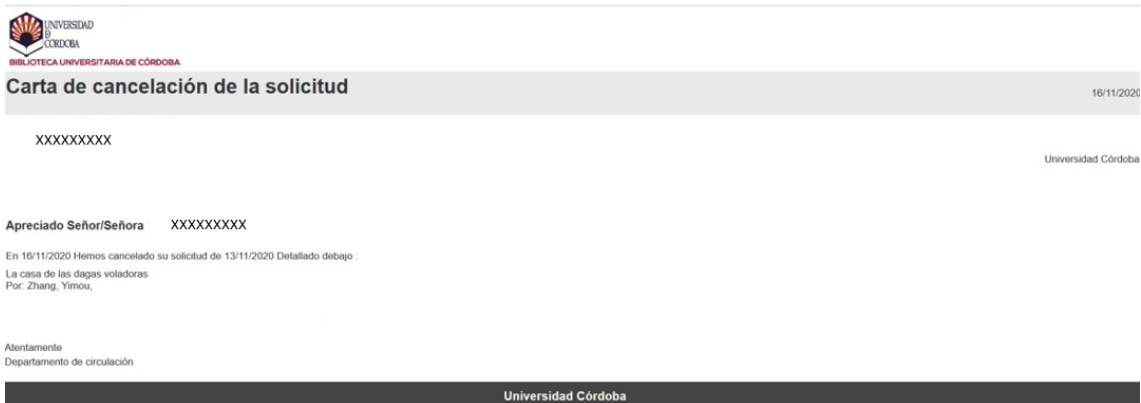 UNIVERSIDAD
D
CORDOBA
BIBLIOTECA UNIVERSITARIA DE CÓRDOBA
Carta de cancelación de la solicitud
16/11/2020
XXXXXXXXX
Universidad Córdoba
Apreciado Señor/Señora XXXXXXXXX
En 16/11/2020 Hemos cancelado su solicitud de 13/11/2020 Detallado debajo :
La casa de las dagas voladoras
Por: Zhang, Yimou,
Atentamente
Departamento de circulación
Universidad Córdoba